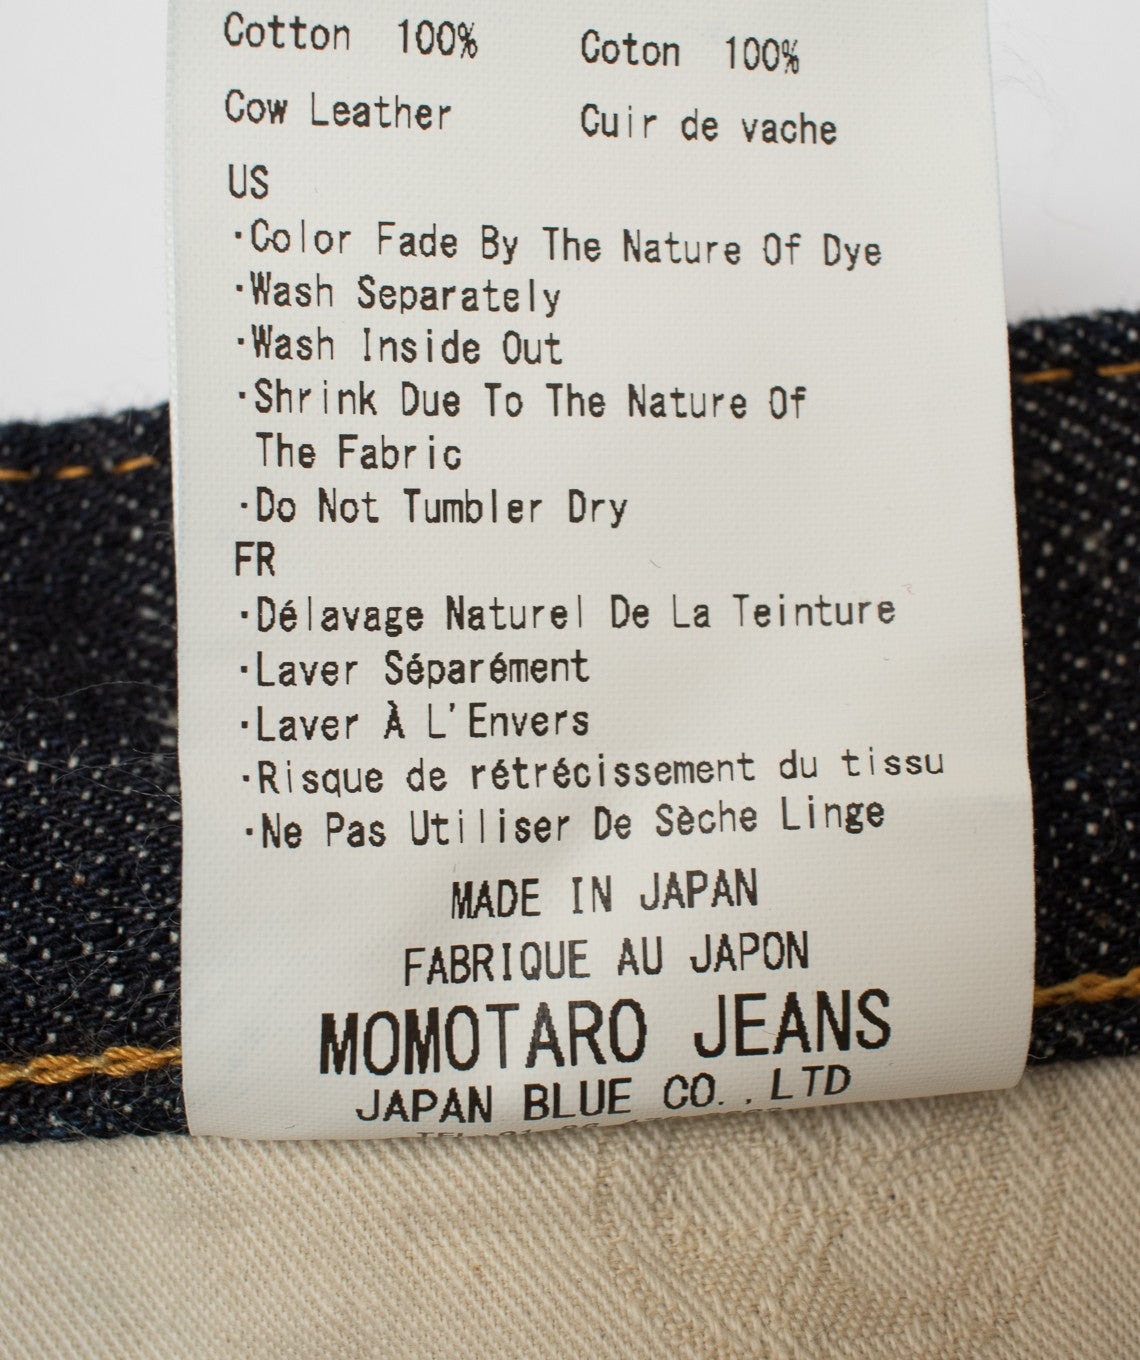 Cotton 100% Coton 100%
Cow Leather Cuir de vache
US
·Color Fade By The Nature Of Dye
·Wash Separately
·Wash Inside Out
·Shrink Due To The Nature Of
The Fabric
·Do Not Tumbler Dry
FR
·Délavage Naturel De La Teinture
·Laver Séparément
·Laver À L'Envers
·Risque de rétrécissement du tissu
·Ne Pas Utiliser De Sèche Linge
MADE IN JAPAN
FABRIQUE AU JAPON
MOMOTARO JEANS
JAPAN BLUE CO., LTD